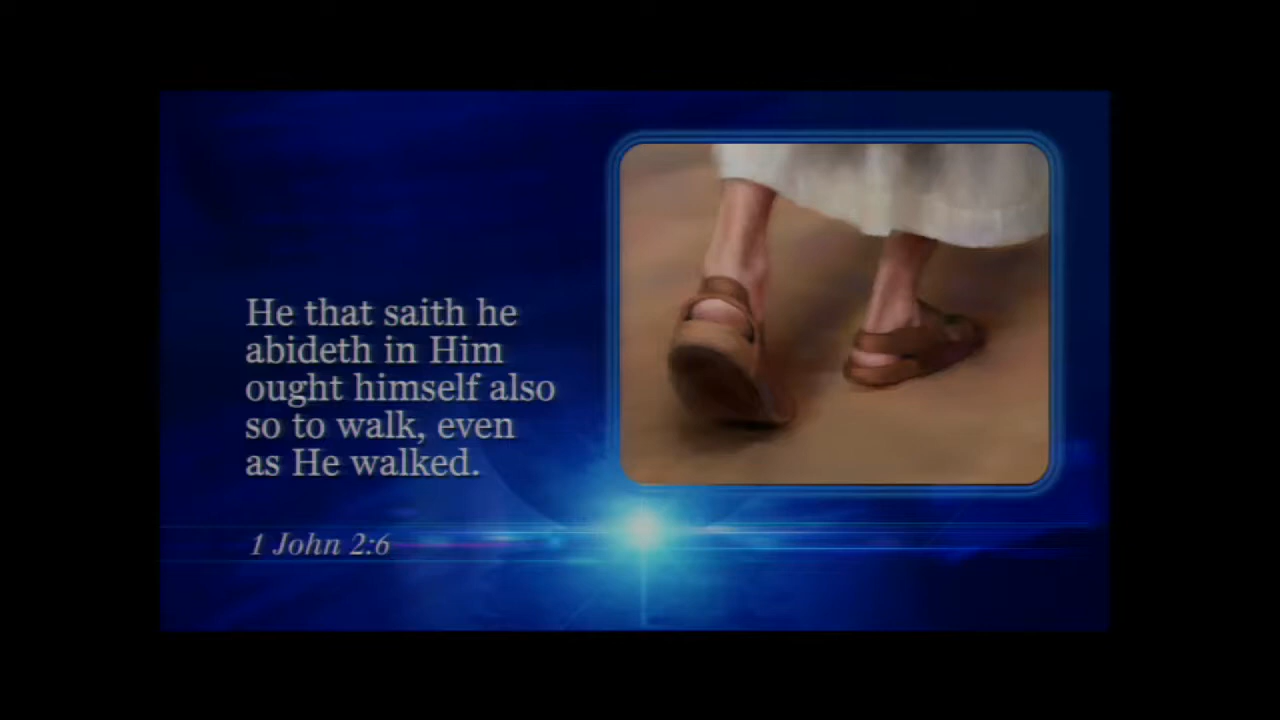 He that saith he
abideth in Him
ought himself also
so to walk, even
as He walked.
1 John 2:6